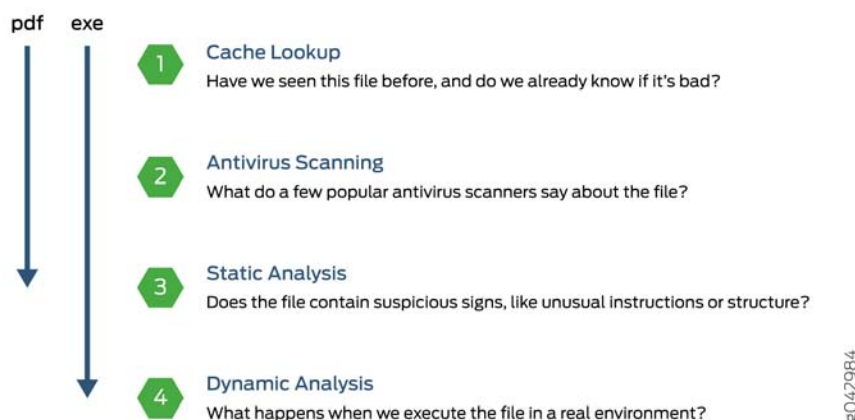 pdf exe
1
Cache Lookup
Have we seen this file before, and do we already know if it's bad?
2
Antivirus Scanning
What do a few popular antivirus scanners say about the file?
3
Static Analysis
Does the file contain suspicious signs, like unusual instructions or structure?
4
Dynamic Analysis
What happens when we execute the file in a real environment?
g042984